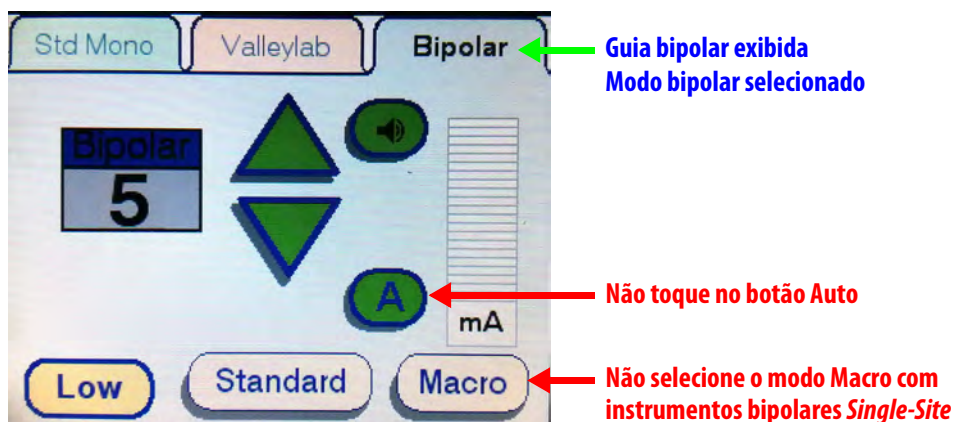 Std Mono
Valleylab
Bipolar
Guia bipolar exibida
Modo bipolar selecionado
Bipolar
5
A
Não toque no botão Auto
mA
Low
Standard
Macro
Não selecione o modo Macro com
instrumentos bipolares Single-Site